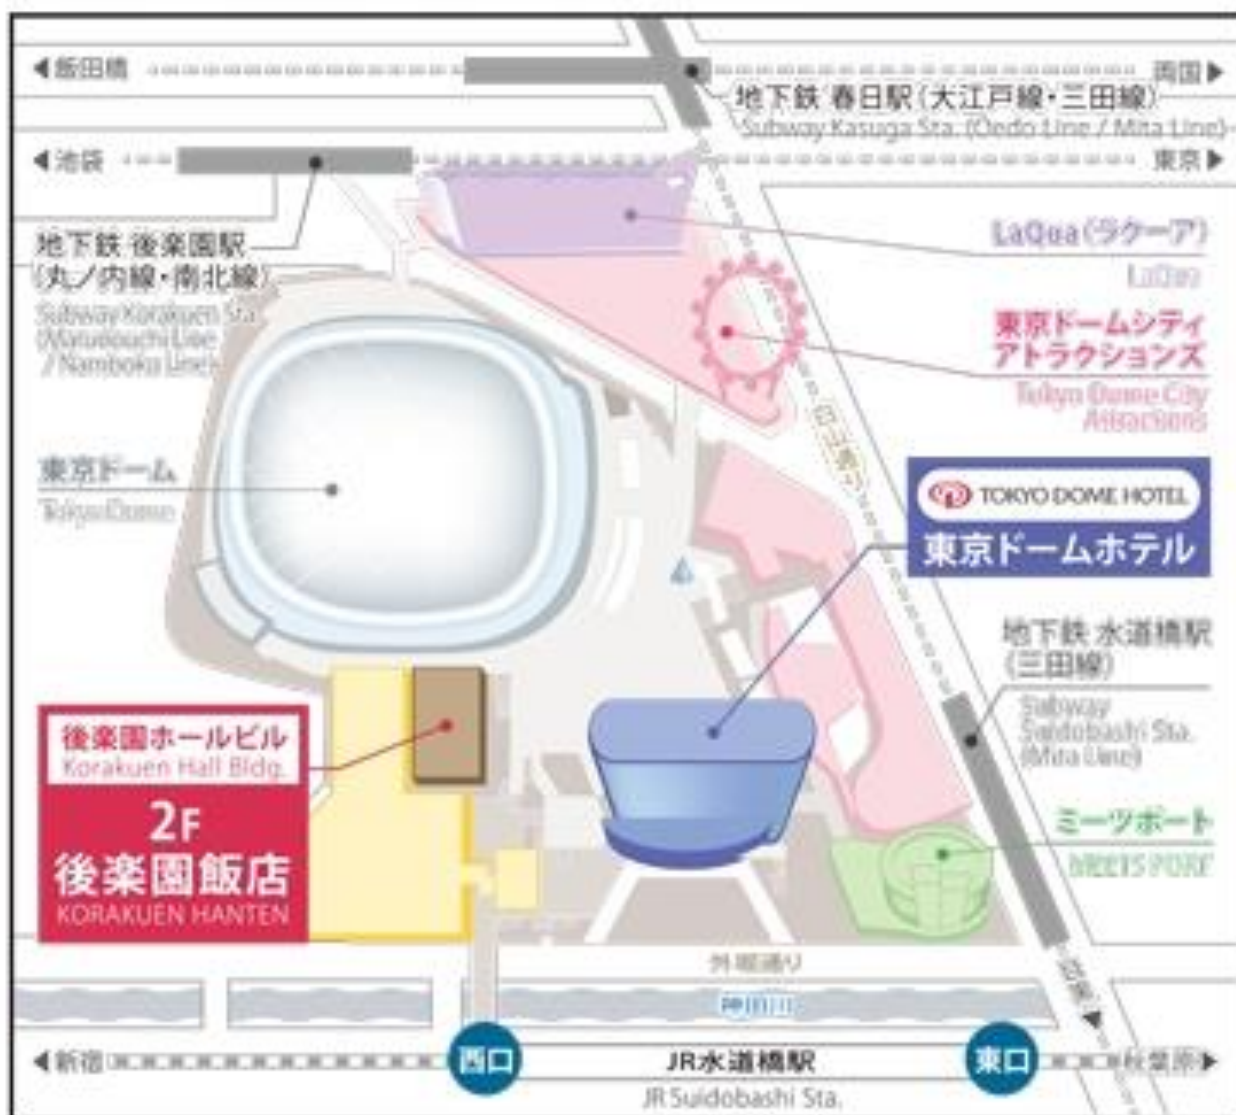 ◀飯田橋
両国▶
地下鉄 春日駅(大江戸線・三田線)
Subway Kasuga Sta. (Oedo Line / Mita Line)
◀池袋
東京▶
地下鉄 後楽園駅
(丸ノ内線・南北線)
Subway Korakuen Sta.
(Marunouchi Line
/ Namboku Line)
LaQua(ラクーア)
LaQua
東京ドームシティ
アトラクションズ
Tokyo Dome City
Attractions
白山通り
東京ドーム
Tokyo Dome
TOKYO DOME HOTEL
東京ドームホテル
地下鉄 水道橋駅
(三田線)
Subway
Suidobashi Sta.
(Mita Line)
後楽園ホールビル
Korakuen Hall Bldg.
2F
後楽園飯店
KORAKUEN HANTEN
ミーツポート
MEETS PORT
外堀通り
神田川
◀新宿
西口
JR水道橋駅
JR Suidobashi Sta.
東口
秋葉原▶